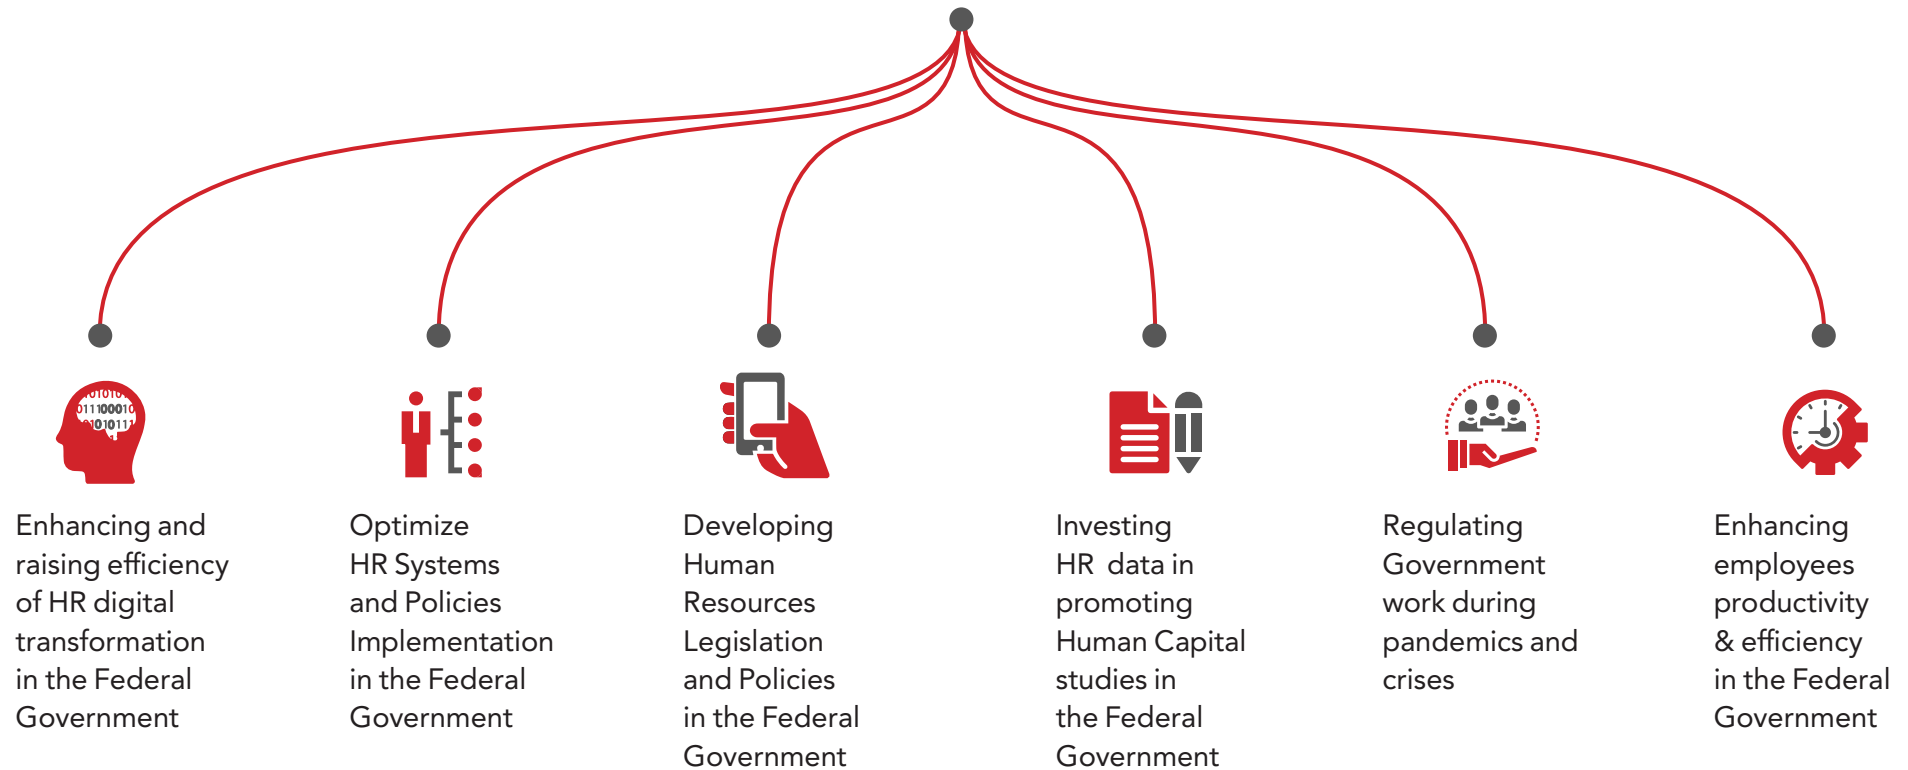 Enhancing and
raising efficiency
of HR digital
transformation
in the Federal
Government
Optimize
HR Systems
and Policies
Implementation
in the Federal
Government
Developing
Human
Resources
Legislation
and Policies
in the Federal
Government
Investing
HR data in
promoting
Human Capital
studies in
the Federal
Government
Regulating
Government
work during
pandemics and
crises
Enhancing
employees
productivity
& efficiency
in the Federal
Government